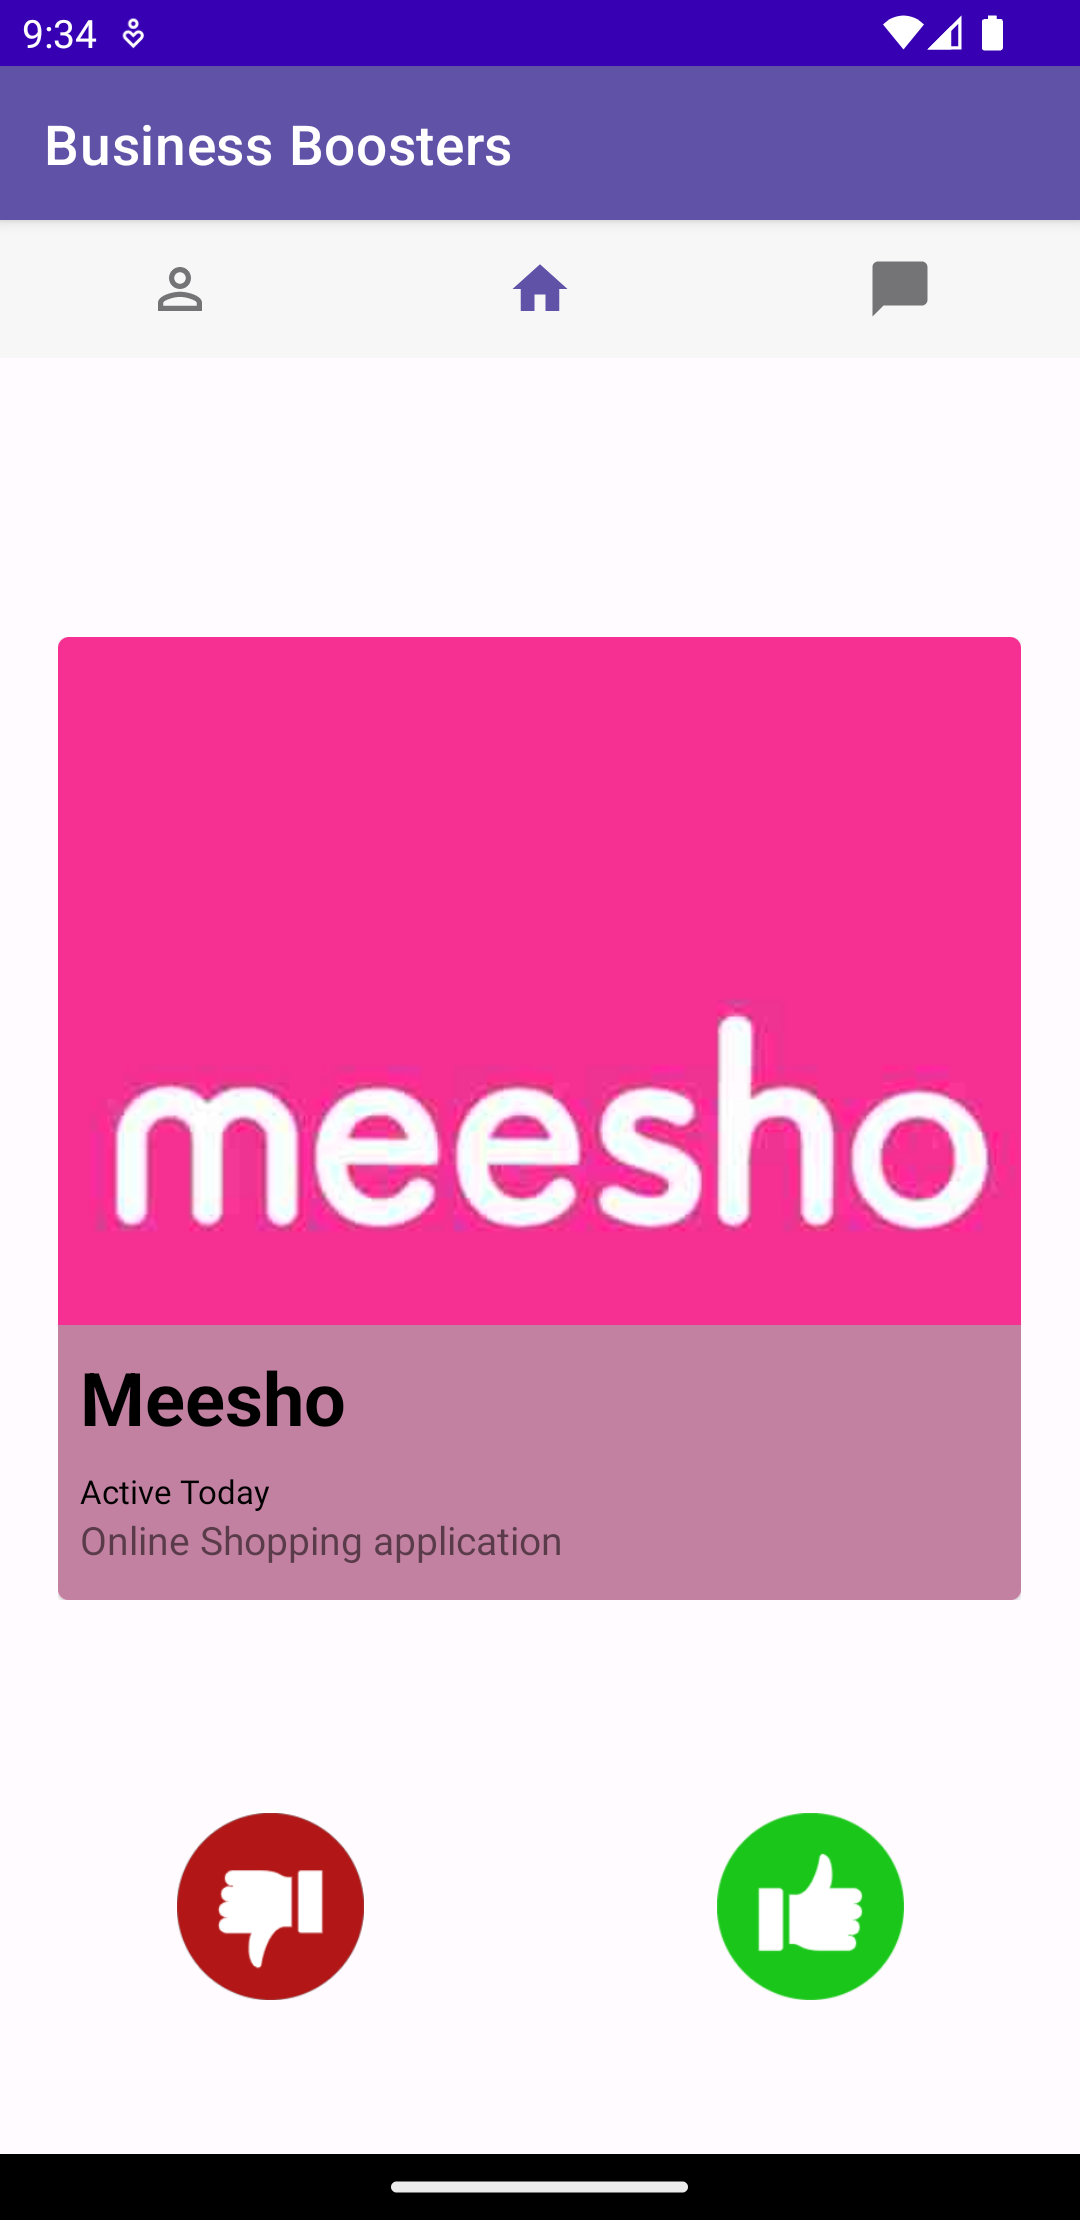 9:34
Business Boosters
meesho
Meesho
Active Today
Online Shopping application